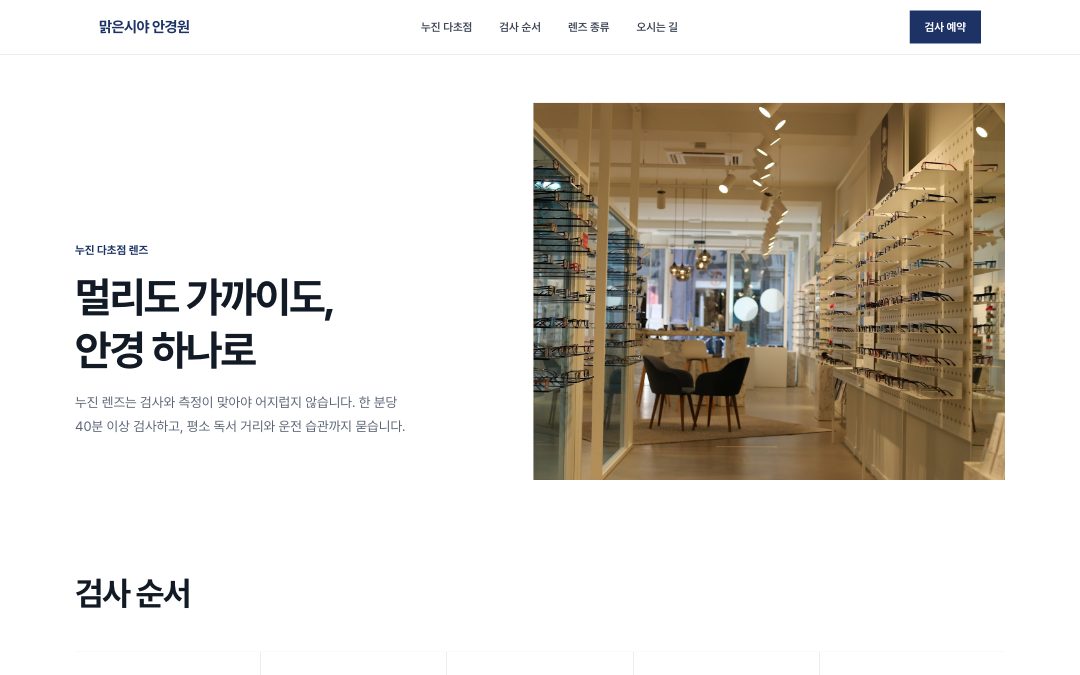 맑은시야 안경원
누진 다초점
검사 순서
렌즈 종류
오시는 길
검사 예약
누진 다초점 렌즈
멀리도 가까이도,
안경 하나로
누진 렌즈는 검사와 측정이 맞아야 어지럽지 않습니다. 한 분당
40분 이상 검사하고, 평소 독서 거리와 운전 습관까지 묻습니다.
검사 순서